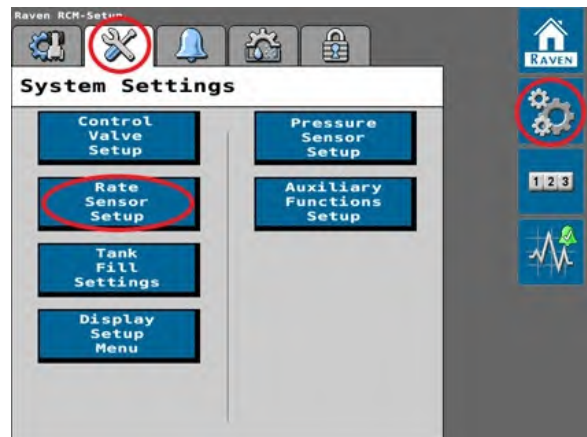 Raven RCM-Setup
System Settings
Control
Valve
Setup
Pressure
Sensor
Setup
Rate
Sensor
Setup
Auxiliary
Functions
Setup
Tank
Fill
Settings
Display
Setup
Menu
RAVEN
1 2 3